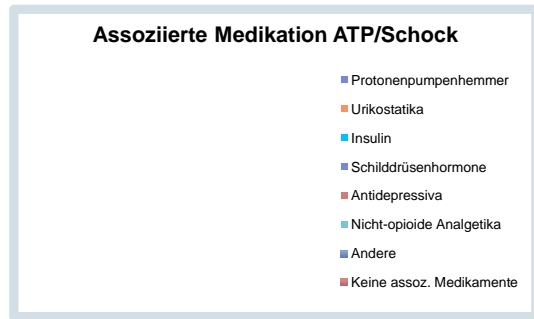 Assoziierte Medikation ATP/Schock
Protonenpumpenhemmer
Urikostatika
Insulin
Schilddrüsenhormone
Antidepressiva
Nicht-opioide Analgetika
Andere
Keine assoz. Medikamente